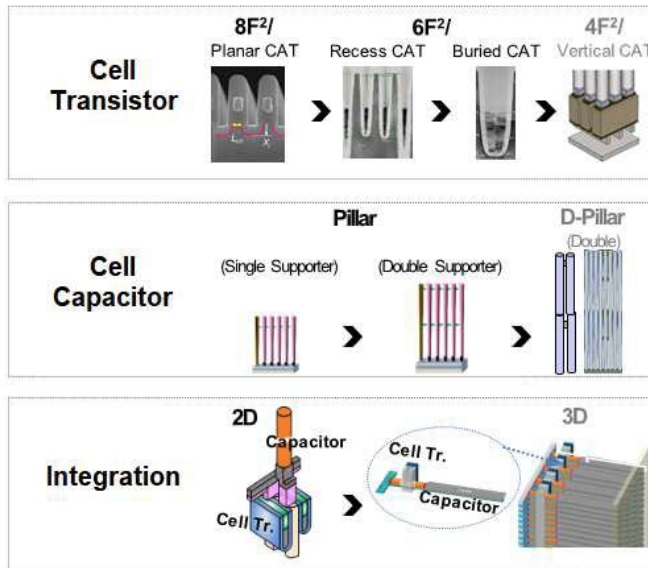 8F²/ 6F²/ 4F²/
Planar CAT Recess CAT Buried CAT Vertical CAT
Cell
Transistor
Pillar D-Pillar
(Double)
(Single Supporter) (Double Supporter)
Cell
Capacitor
2D 3D
Capacitor
Cell Tr.
Cell Tr.
Capacitor
Integration